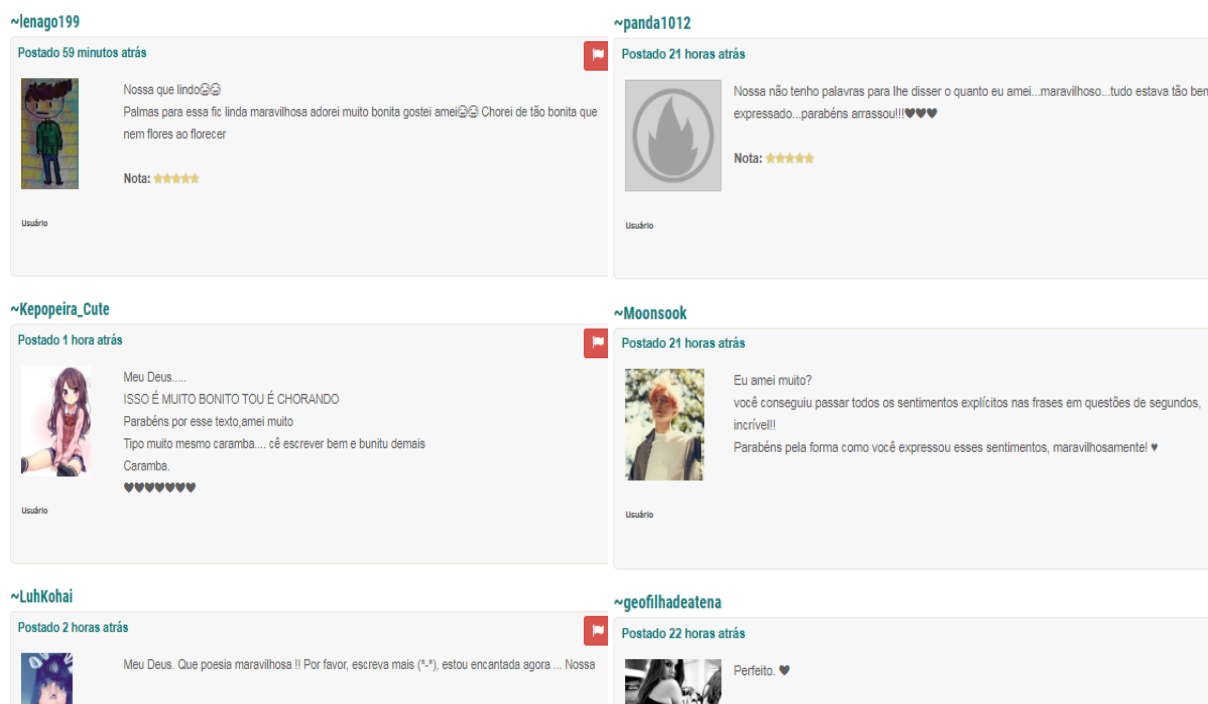 ~lenago199
Postado 59 minutos atrás
Nossa que lindo
Palmas para essa fic linda maravilhosa adorei muito bonita gostei amei Chorei de tão bonita que
nem flores ao florecer
Nota: ★★★★★
Usuário
~Kepopeira_Cute
Postado 1 hora atrás
Meu Deus.....
ISSO É MUITO BONITO TOU É CHORANDO
Parabéns por esse texto,amei muito
Tipo muito mesmo caramba.... cê escrever bem e bunitu demais
Caramba.
♥♥♥♥♥♥♥
Usuário
~LuhKohai
Postado 2 horas atrás
Meu Deus. Que poesia maravilhosa !! Por favor, escreva mais (*-*), estou encantada agora ... Nossa
~panda1012
Postado 21 horas atrás
Nossa não tenho palavras para lhe disser o quanto eu amei...maravilhoso...tudo estava tão ben
expressado...parabéns arrassou!!!♥♥♥
Nota: ★★★★★
Usuário
~Moonsook
Postado 21 horas atrás
Eu amei muito?
você conseguiu passar todos os sentimentos explícitos nas frases em questões de segundos,
incrível!!
Parabéns pela forma como você expressou esses sentimentos, maravilhosamente! ♥
Usuário
~geofilhadeatena
Postado 22 horas atrás
Perfeito. ♥